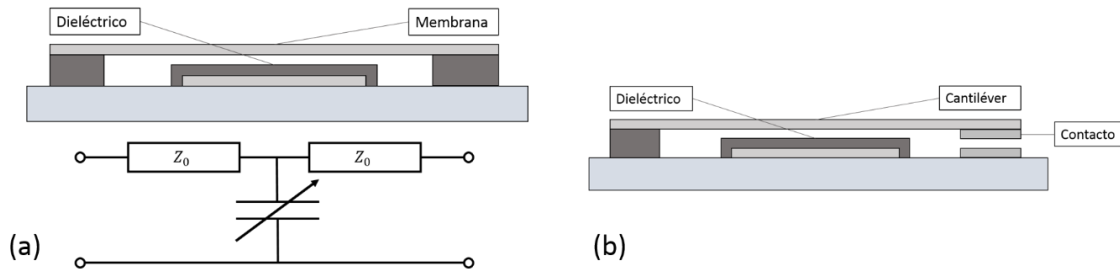 Dieléctrico
Membrana
Z₀
Z₀
(a)
Dieléctrico
Cantiléver
Contacto
(b)